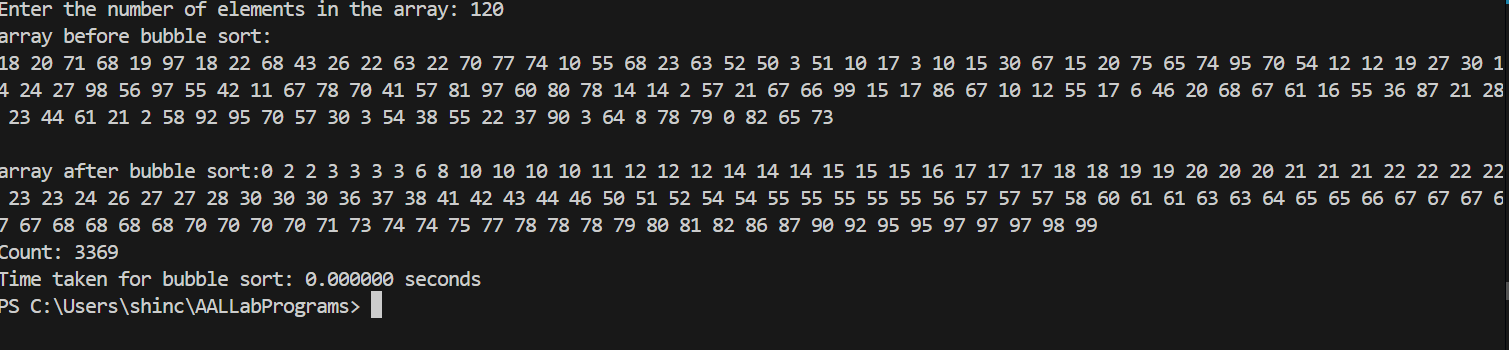 Enter the number of elements in the array: 120
array before bubble sort:
18 20 71 68 19 97 18 22 68 43 26 22 63 22 70 77 74 10 55 68 23 63 52 50 3 51 10 17 3 10 15 30 67 15 20 75 65 74 95 70 54 12 12 19 27 30 1
4 24 27 98 56 97 55 42 11 67 78 70 41 57 81 97 60 80 78 14 14 2 57 21 67 66 99 15 17 86 67 10 12 55 17 6 46 20 68 67 61 16 55 36 87 21 28
23 44 61 21 2 58 92 95 70 57 30 3 54 38 55 22 37 90 3 64 8 78 79 0 82 65 73
array after bubble sort:0 2 2 3 3 3 3 6 8 10 10 10 10 11 12 12 12 14 14 14 15 15 15 16 17 17 17 18 18 19 19 20 20 20 21 21 21 22 22 22 22
23 23 24 26 27 27 28 30 30 30 36 37 38 41 42 43 44 46 50 51 52 54 54 55 55 55 55 55 56 57 57 57 58 60 61 61 63 63 64 65 65 66 67 67 67 6
7 67 68 68 68 68 70 70 70 70 71 73 74 74 75 77 78 78 78 79 80 81 82 86 87 90 92 95 95 97 97 97 98 99
Count: 3369
Time taken for bubble sort: 0.000000 seconds
PS C:\Users\shinc\AALLabPrograms>